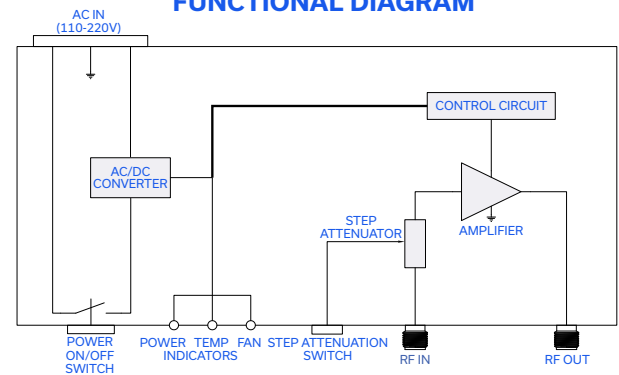 FUNCTIONAL DIAGRAM
AC IN
(110-220V)
CONTROL CIRCUIT
AC/DC
CONVERTER
STEP
ATTENUATOR
AMPLIFIER
POWER
ON/OFF
SWITCH
POWER TEMP FAN
INDICATORS
STEP ATTENUATION
SWITCH
RF IN
RF OUT